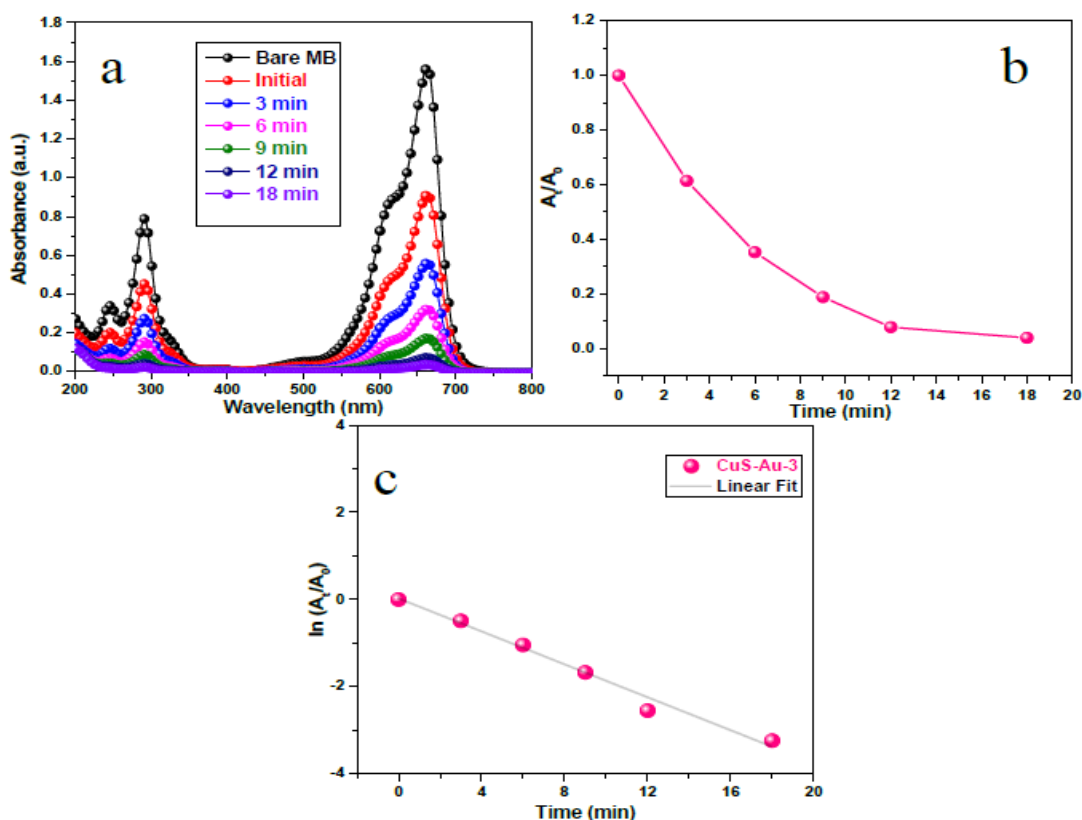 a
Bare MB
Initial
3 min
6 min
9 min
12 min
18 min
1.8
1.6
1.4
1.2
1.0
0.8
0.6
0.4
0.2
0.0
Absorbance (a.u.)
200 300 400 500 600 700 800
Wavelength (nm)
b
1.2
1.0
0.8
0.6
0.4
0.2
0.0
At/A0
0 2 4 6 8 10 12 14 16 18 20
Time (min)
c
CuS-Au-3
Linear Fit
4
2
0
-2
-4
ln (At/A0)
0 4 8 12 16 20
Time (min)